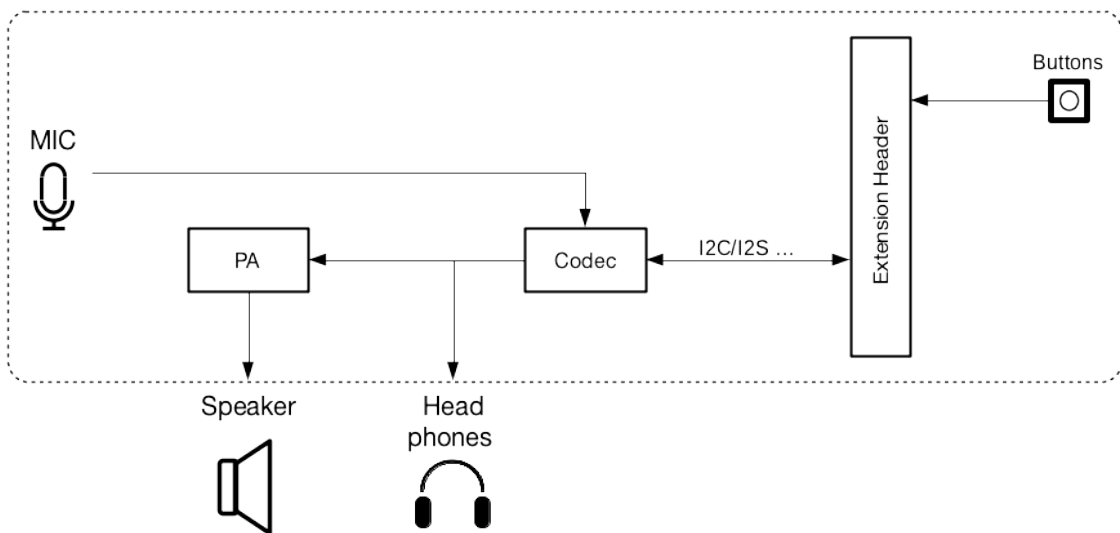 Buttons
MIC
Extension Header
PA
Codec
I2C/I2S ...
Speaker
Head
phones